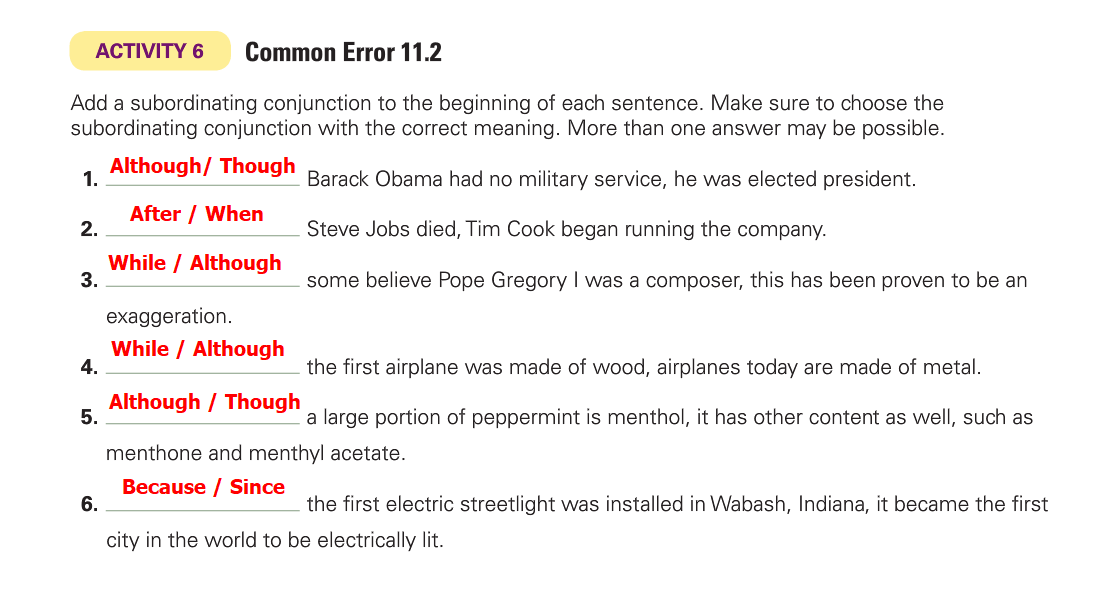 ACTIVITY 6 Common Error 11.2
Add a subordinating conjunction to the beginning of each sentence. Make sure to choose the
subordinating conjunction with the correct meaning. More than one answer may be possible.
1. Although/ Though Barack Obama had no military service, he was elected president.
2. After / When Steve Jobs died, Tim Cook began running the company.
3. While / Although some believe Pope Gregory I was a composer, this has been proven to be an
exaggeration.
4. While / Although the first airplane was made of wood, airplanes today are made of metal.
5. Although / Though a large portion of peppermint is menthol, it has other content as well, such as
menthone and menthyl acetate.
6. Because / Since the first electric streetlight was installed in Wabash, Indiana, it became the first
city in the world to be electrically lit.